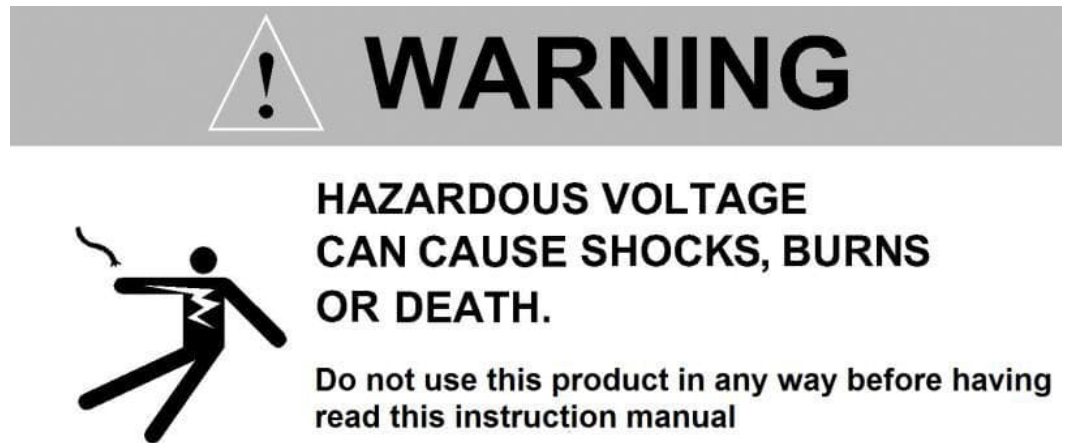 ! WARNING
HAZARDOUS VOLTAGE
CAN CAUSE SHOCKS, BURNS
OR DEATH.
Do not use this product in any way before having
read this instruction manual